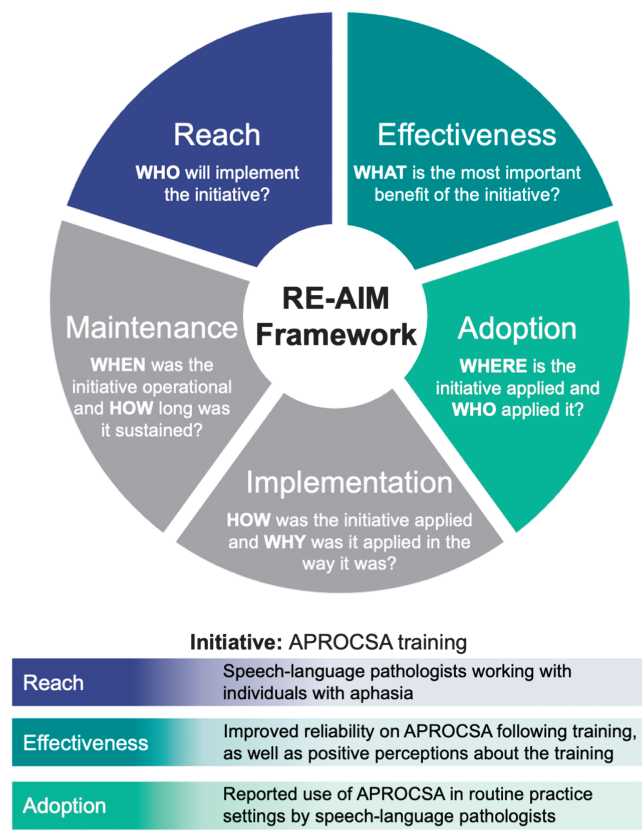 Reach
WHO will implement
the initiative?
Effectiveness
WHAT is the most important
benefit of the initiative?
RE-AIM
Framework
Maintenance
WHEN was the
initiative operational
and HOW long was
it sustained?
Adoption
WHERE is the
initiative applied and
WHO applied it?
Implementation
HOW was the initiative applied
and WHY was it applied in the
way it was?
Initiative: APROCSA training
Reach
Speech-language pathologists working with
individuals with aphasia
Effectiveness
Improved reliability on APROCSA following training,
as well as positive perceptions about the training
Adoption
Reported use of APROCSA in routine practice
settings by speech-language pathologists